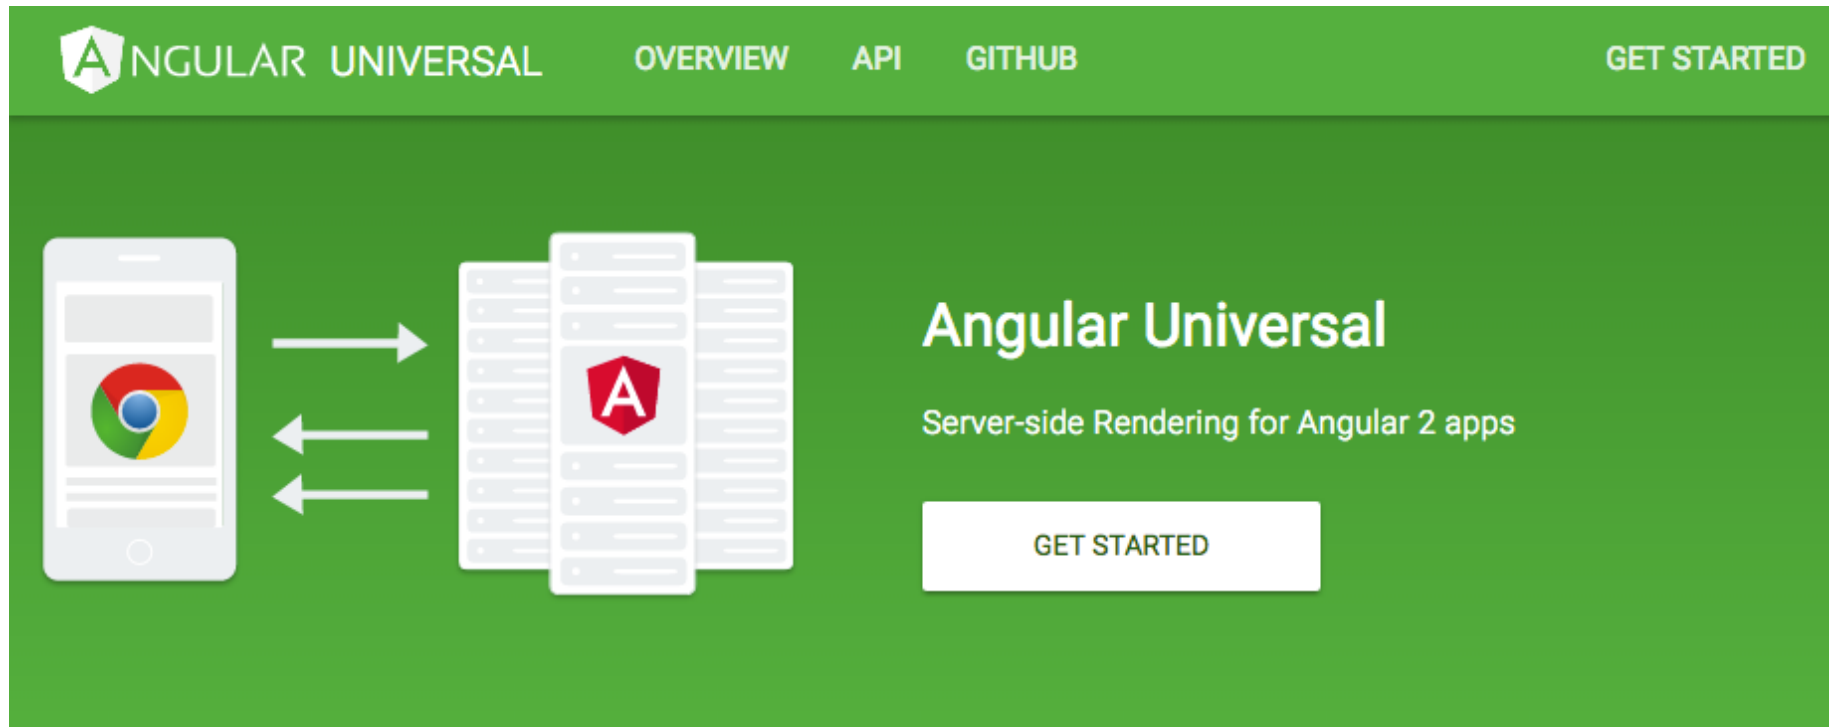 ANGULAR UNIVERSAL OVERVIEW API GITHUB GET STARTED
Angular Universal
Server-side Rendering for Angular 2 apps
GET STARTED